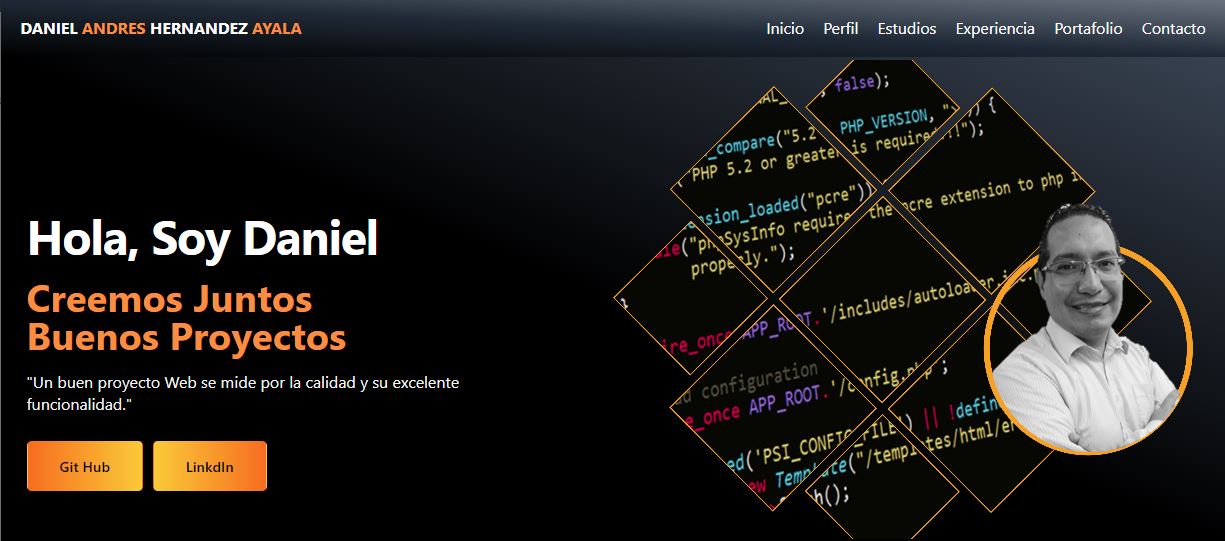 DANIEL ANDRES HERNANDEZ AYALA
Inicio Perfil Estudios Experiencia Portafolio Contacto
Hola, Soy Daniel
Creemos Juntos
Buenos Proyectos
"Un buen proyecto Web se mide por la calidad y su excelente
funcionalidad."
Git Hub LinkdIn
false);
_compare("5.2 PHP_VERSION, ")) {
PHP 5.2 or greater is required!!!");
ension_loaded("pcre"))
("phpSysInfo requires the pcre extension to php
properly.");
}
ire_once APP_ROOT.'/includes/autoloader.
configuration
e_once APP_ROOT.'/config.php';
ed('PSI_CONFIG_FILE') || !defin
ew Template("/templates/html/
();